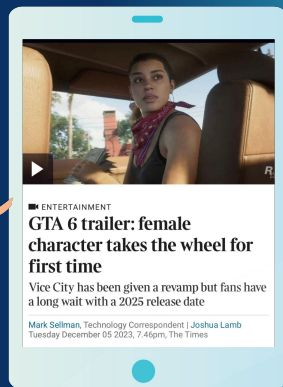 R
ENTERTAINMENT
GTA 6 trailer: female
character takes the wheel for
first time
Vice City has been given a revamp but fans have
a long wait with a 2025 release date
Mark Sellman, Technology Correspondent | Joshua Lamb
Tuesday December 05 2023, 7.46pm, The Times